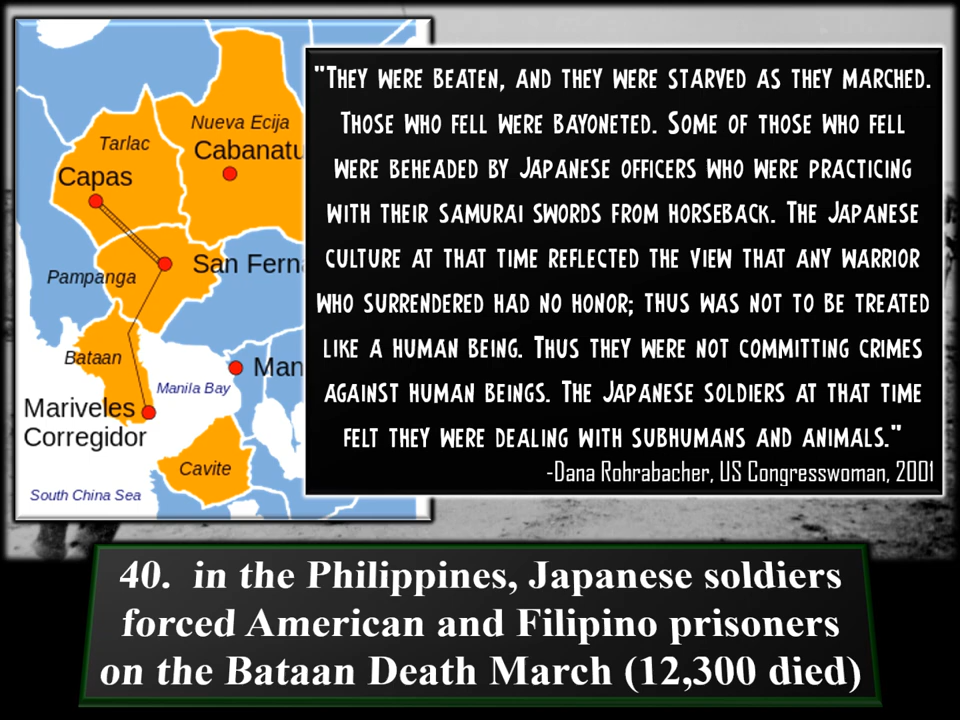 Nueva Ecija
Tarlac
Cabanatu
Capas
San Ferna
Pampanga
Bataan
Man
Manila Bay
Mariveles
Corregidor
Cavite
South China Sea
"They were beaten, and they were starved as they marched.
Those who fell were bayoneted. Some of those who fell
were beheaded by Japanese officers who were practicing
with their samurai swords from horseback. The Japanese
culture at that time reflected the view that any warrior
who surrendered had no honor; thus was not to be treated
like a human being. Thus they were not committing crimes
against human beings. The Japanese soldiers at that time
felt they were dealing with subhumans and animals."
-Dana Rohrabacher, US Congresswoman, 2001
40. in the Philippines, Japanese soldiers
forced American and Filipino prisoners
on the Bataan Death March (12,300 died)